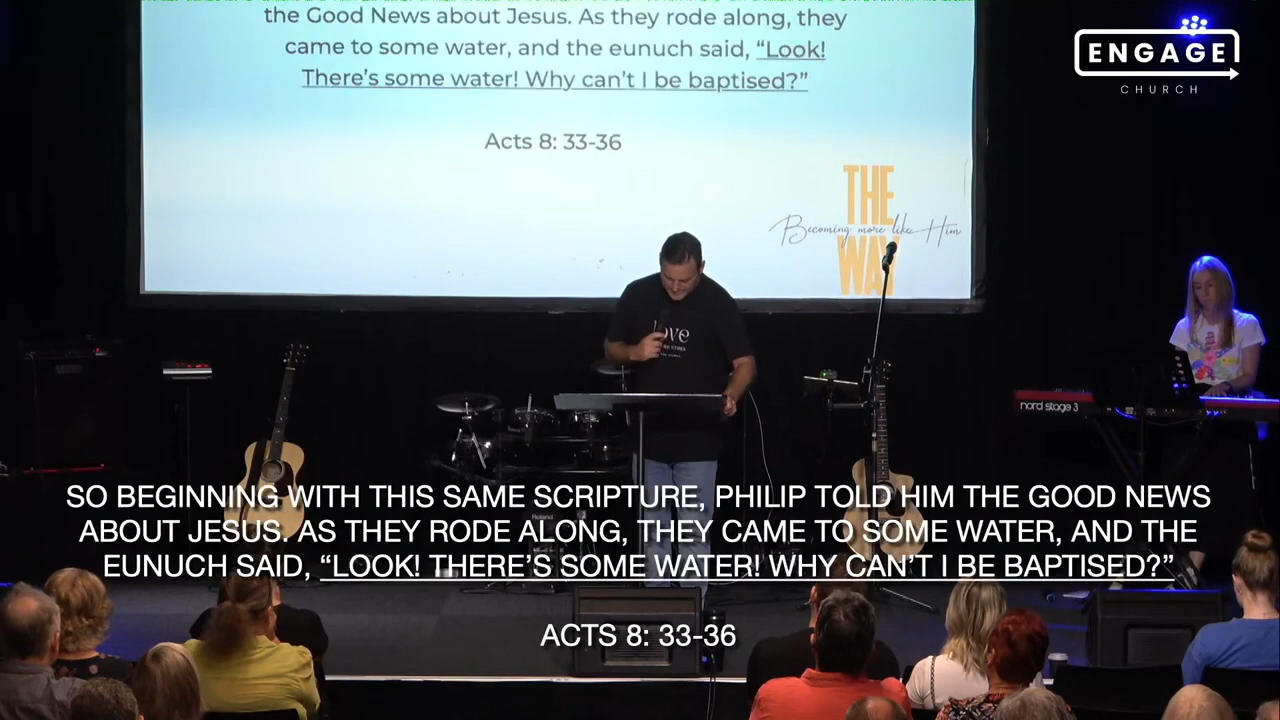 the Good News about Jesus. As they rode along, they
came to some water, and the eunuch said, “Look!
There’s some water! Why can’t I be baptised?”
Acts 8: 33-36
THE
Becoming more like Him
WAY
ENGAGE
CHURCH
love
nord stage 3
SO BEGINNING WITH THIS SAME SCRIPTURE, PHILIP TOLD HIM THE GOOD NEWS
ABOUT JESUS. AS THEY RODE ALONG, THEY CAME TO SOME WATER, AND THE
EUNUCH SAID, “LOOK! THERE’S SOME WATER! WHY CAN’T I BE BAPTISED?”
Roland
ACTS 8: 33-36